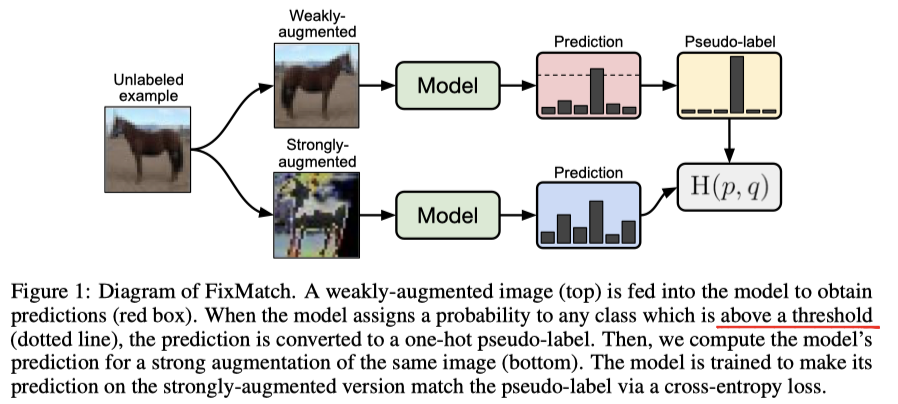 Weakly-
augmented
Prediction
Pseudo-label
Unlabeled
example
Model
Strongly-
augmented
Prediction
Model
H(p, q)
Figure 1: Diagram of FixMatch. A weakly-augmented image (top) is fed into the model to obtain
predictions (red box). When the model assigns a probability to any class which is above a threshold
(dotted line), the prediction is converted to a one-hot pseudo-label. Then, we compute the model's
prediction for a strong augmentation of the same image (bottom). The model is trained to make its
prediction on the strongly-augmented version match the pseudo-label via a cross-entropy loss.